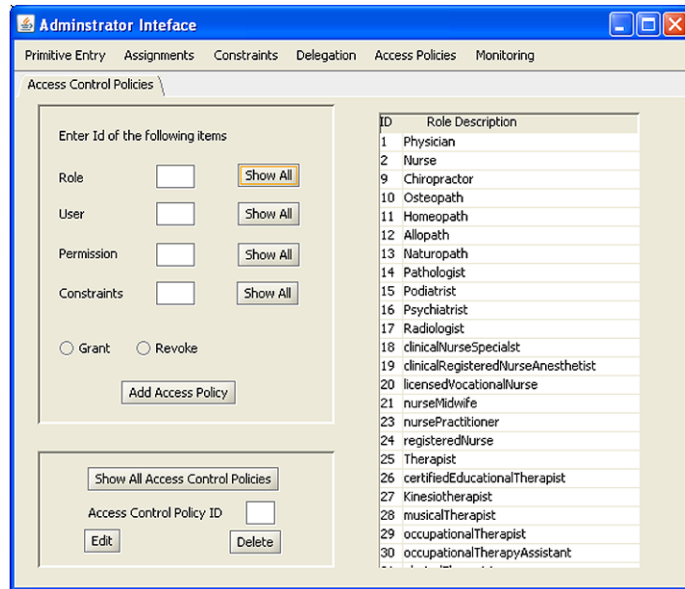 Adminstrator Inteface
Primitive Entry Assignments Constraints Delegation Access Policies Monitoring
Access Control Policies
Enter Id of the following items
Role Show All
User Show All
Permission Show All
Constraints Show All
Grant Revoke
Add Access Policy
Show All Access Control Policies
Access Control Policy ID
Edit Delete
ID Role Description
1 Physician
2 Nurse
9 Chiropractor
10 Osteopath
11 Homeopath
12 Allopath
13 Naturopath
14 Pathologist
15 Podiatrist
16 Psychiatrist
17 Radiologist
18 clinicalNurseSpecialst
19 clinicalRegisteredNurseAnesthetist
20 licensedVocationalNurse
21 nurseMidwife
23 nursePractitioner
24 registeredNurse
25 Therapist
26 certifiedEducationalTherapist
27 Kinesiotherapist
28 musicalTherapist
29 occupationalTherapist
30 occupationalTherapyAssistant